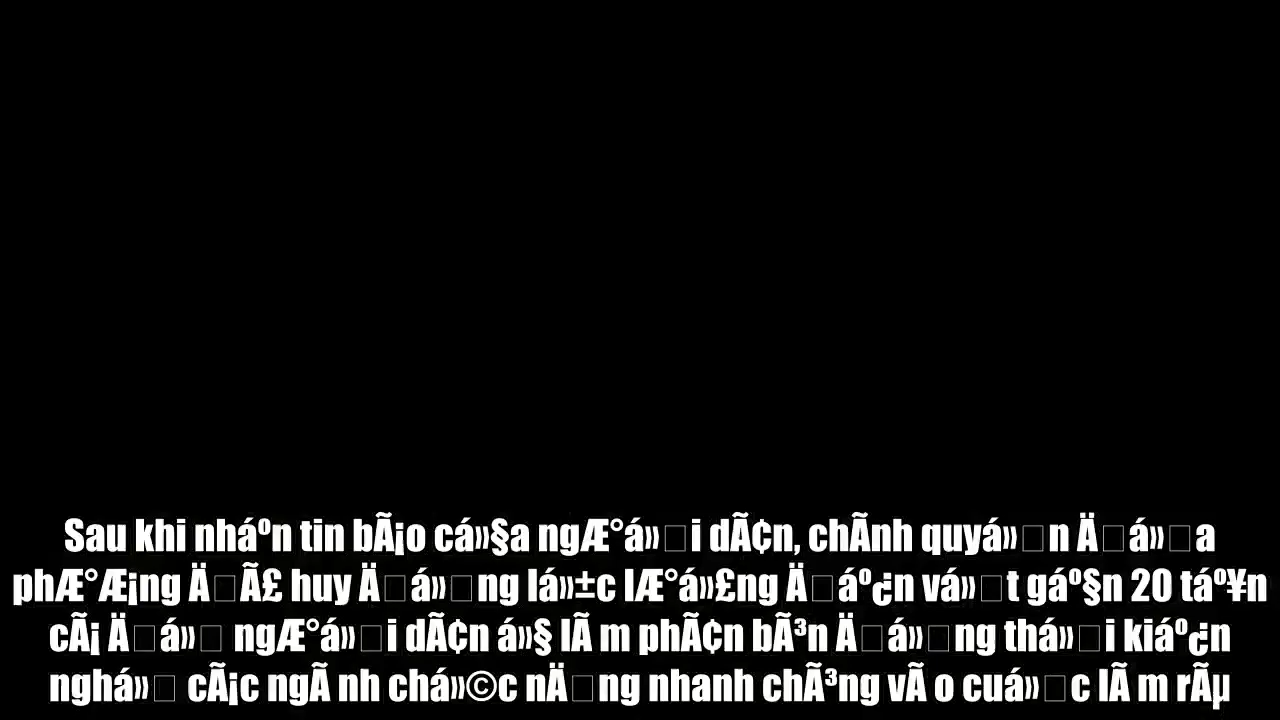 Sau khi nháºn tin bÃ¡o cá»§a ngÆ°á»□i dÃ¢n, chÃnh quyá»□n Ä□á»□a
phÆ°Æ¡ng Ä□Ã£ huy Ä□á»□ng lá»±c lÆ°á»£ng Ä□áº¿n vá»□t gáº§n 20 táº¥n
cÃ¡ Ä□á»□ ngÆ°á»□i dÃ¢n á»§ lÃ m phÃ¢n bÃ³n Ä□á»□ng thá»□i kiáº¿n
nghá»□ cÃ¡c ngÃ nh chá»©c nÄ□ng nhanh chÃ³ng vÃ o cuá»□c lÃ m rÃµ